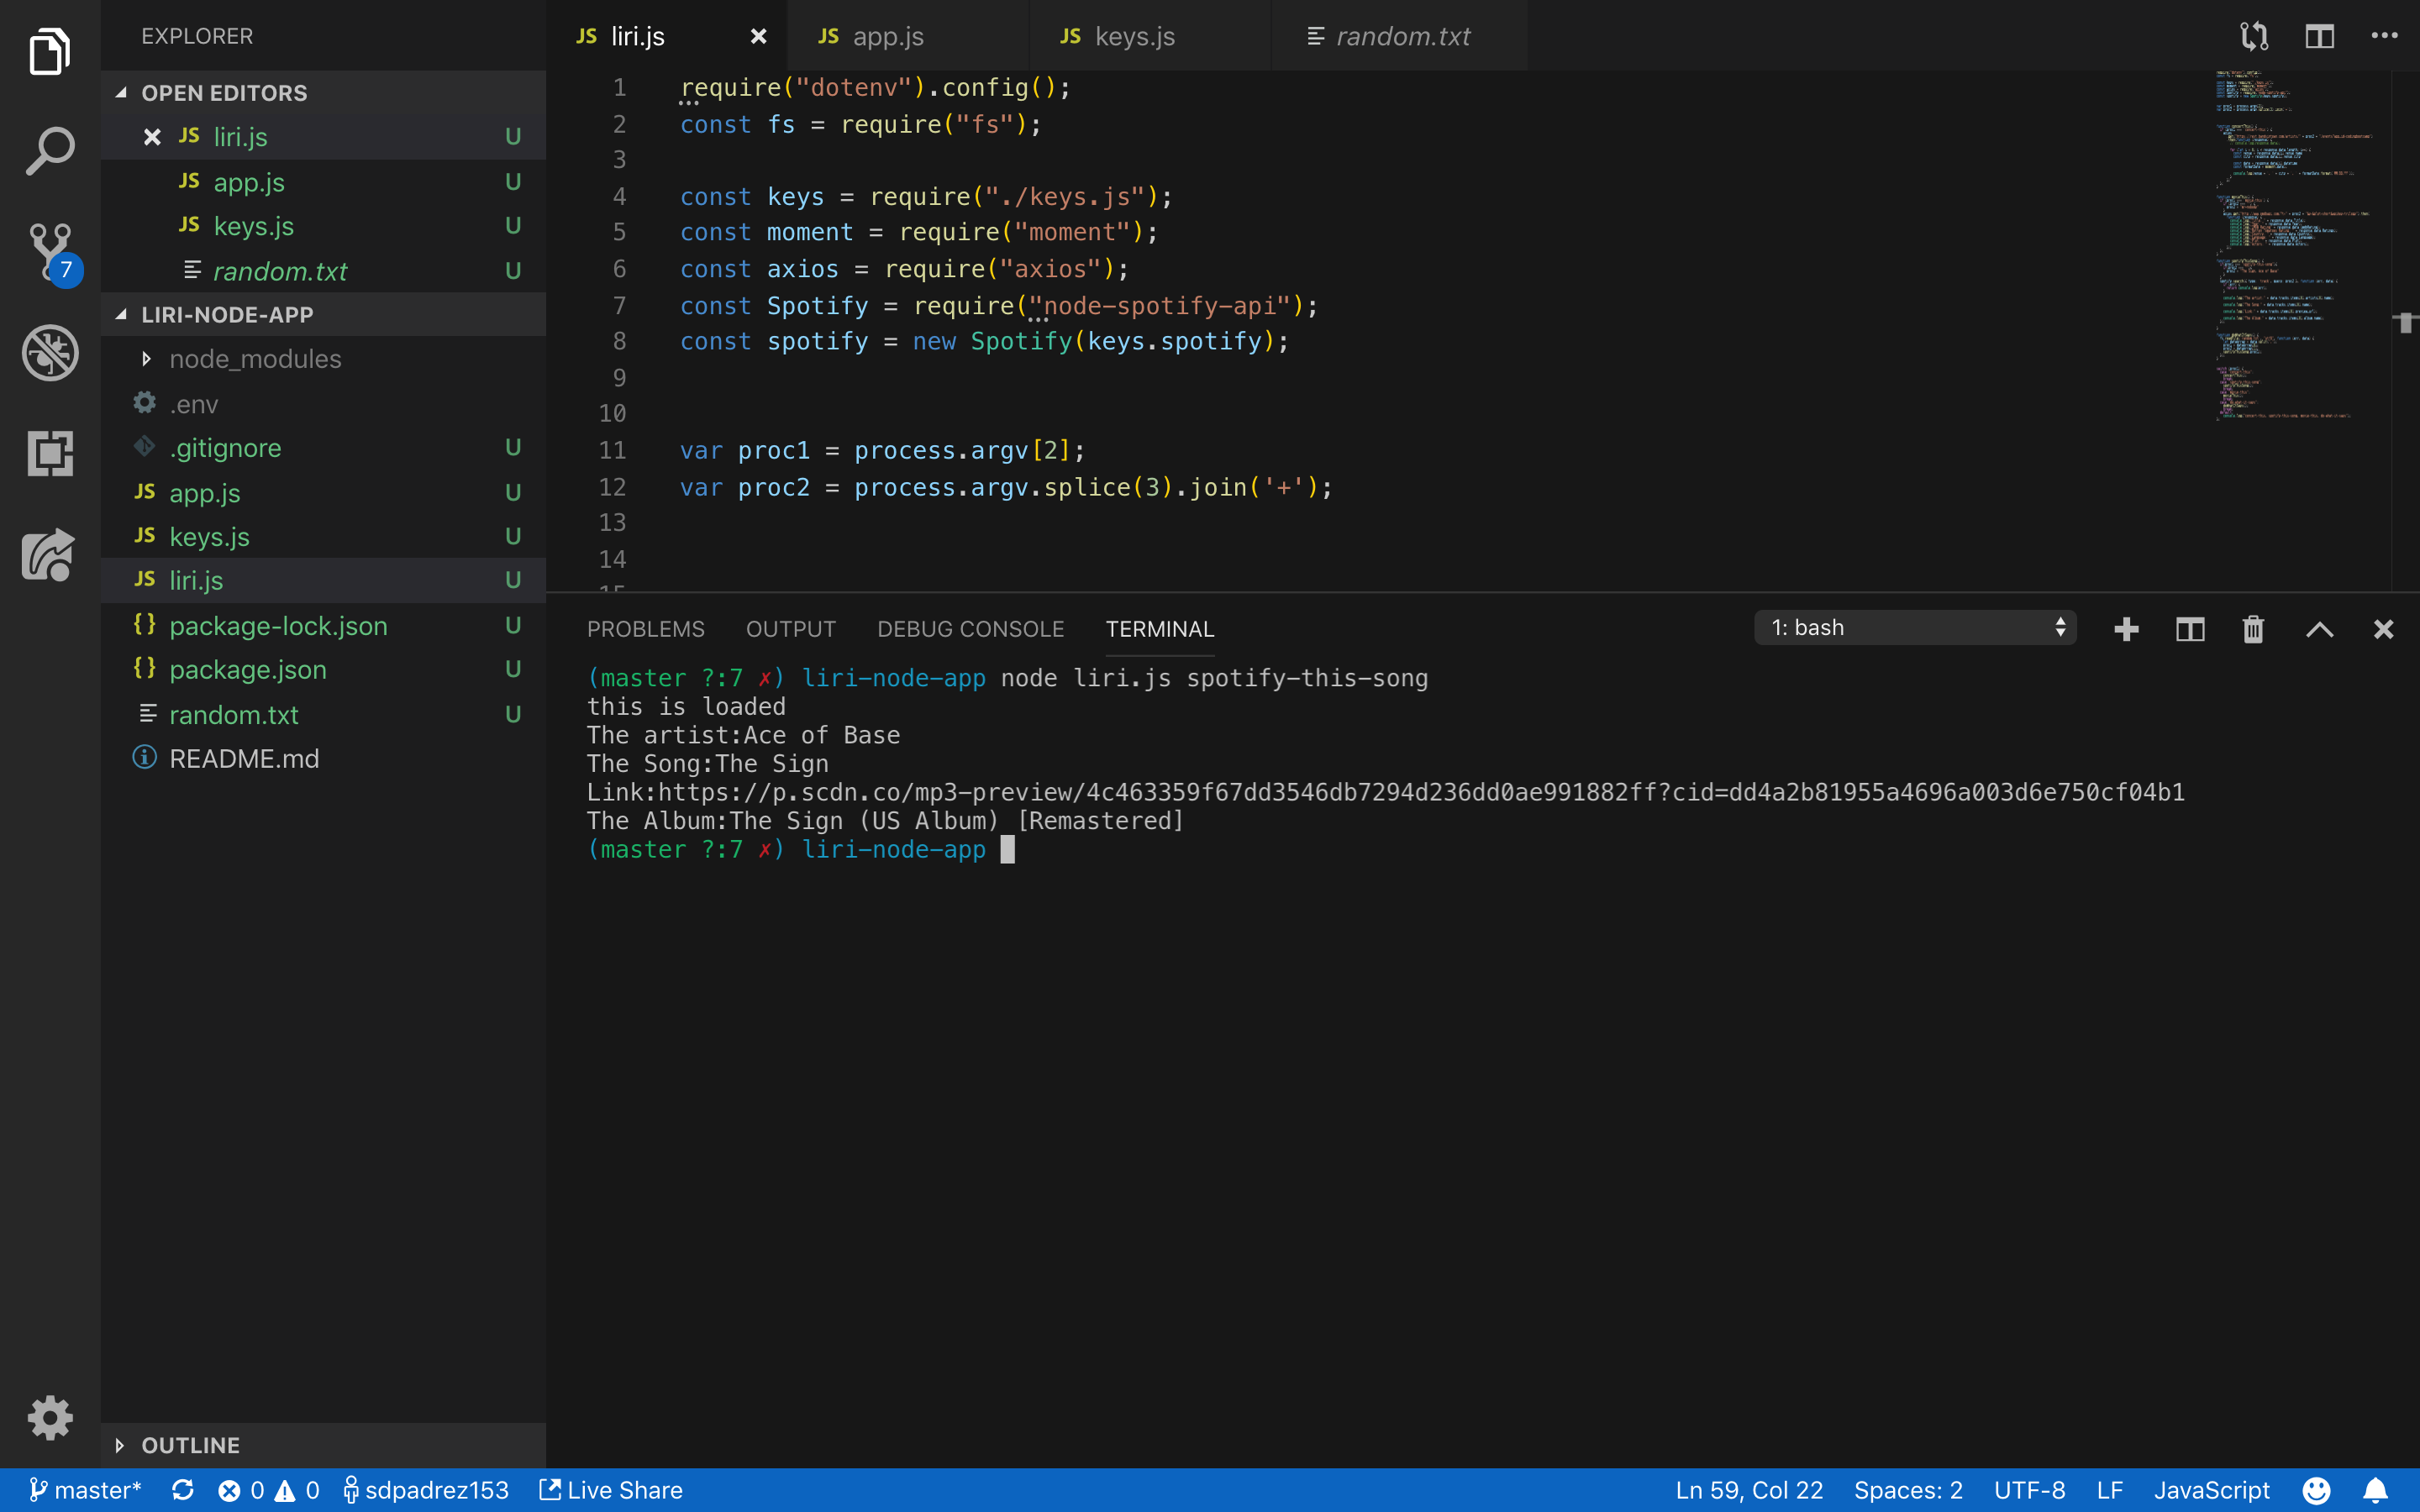 EXPLORER
OPEN EDITORS
JS liri.js U
JS app.js U
JS keys.js U
random.txt U
LIRI-NODE-APP
node_modules
.env
.gitignore U
JS app.js U
JS keys.js U
JS liri.js U
{} package-lock.json U
{} package.json U
random.txt U
README.md
OUTLINE
7
JS liri.js
JS app.js
JS keys.js
random.txt
1 require("dotenv").config();
2 const fs = require("fs");
3
4 const keys = require("./keys.js");
5 const moment = require("moment");
6 const axios = require("axios");
7 const Spotify = require("node-spotify-api");
8 const spotify = new Spotify(keys.spotify);
9
10
11 var proc1 = process.argv[2];
12 var proc2 = process.argv.splice(3).join('+');
13
14
PROBLEMS OUTPUT DEBUG CONSOLE TERMINAL
1: bash
(master ?:7 ✗) liri-node-app node liri.js spotify-this-song
this is loaded
The artist:Ace of Base
The Song:The Sign
Link:https://p.scdn.co/mp3-preview/4c463359f67dd3546db7294d236dd0ae991882ff?cid=dd4a2b81955a4696a003d6e750cf04b1
The Album:The Sign (US Album) [Remastered]
(master ?:7 ✗) liri-node-app
master* 0 0 sdpadrez153 Live Share
Ln 59, Col 22 Spaces: 2 UTF-8 LF JavaScript